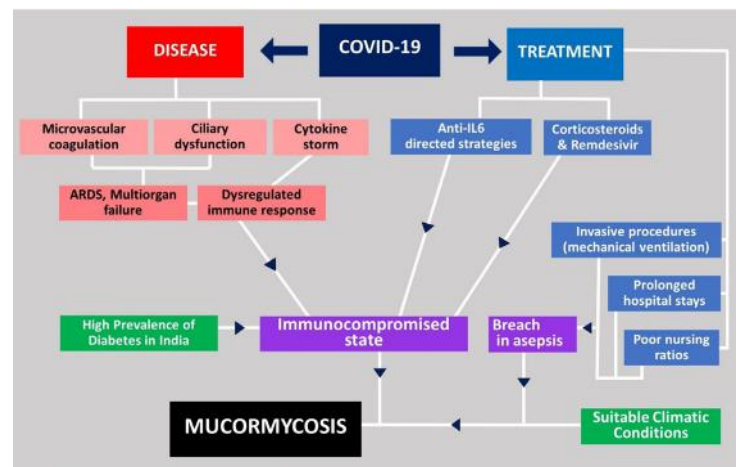 DISEASE
COVID-19
TREATMENT
Microvascular
coagulation
Ciliary
dysfunction
Cytokine
storm
Anti-IL6
directed strategies
Corticosteroids
& Remdesivir
ARDS, Multiorgan
failure
Dysregulated
immune response
Invasive procedures
(mechanical ventilation)
Prolonged
hospital stays
High Prevalence of
Diabetes in India
Immunocompromised
state
Breach
in asepsis
Poor nursing
ratios
MUCORMYCOSIS
Suitable Climatic
Conditions